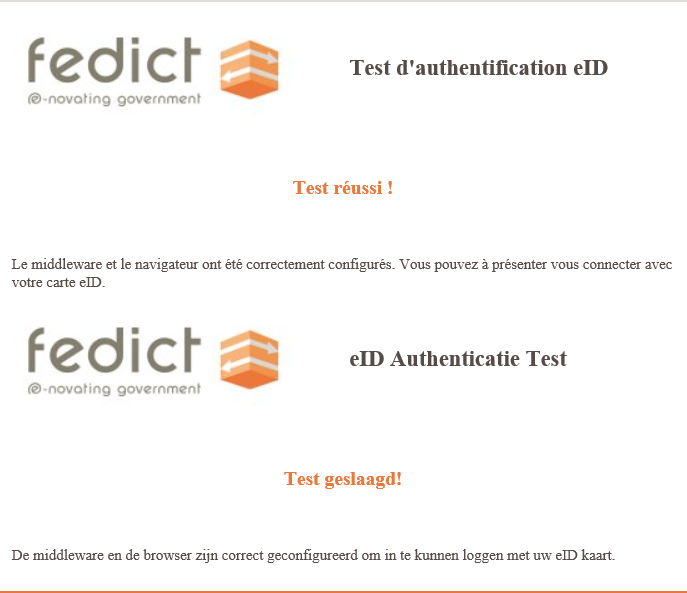 fedict
e-novating government
Test d'authentification eID
Test réussi !
Le middleware et le navigateur ont été correctement configurés. Vous pouvez à présenter vous connecter avec
votre carte eID.
fedict
e-novating government
eID Authenticatie Test
Test geslaagd!
De middleware en de browser zijn correct geconfigureerd om in te kunnen loggen met uw eID kaart.